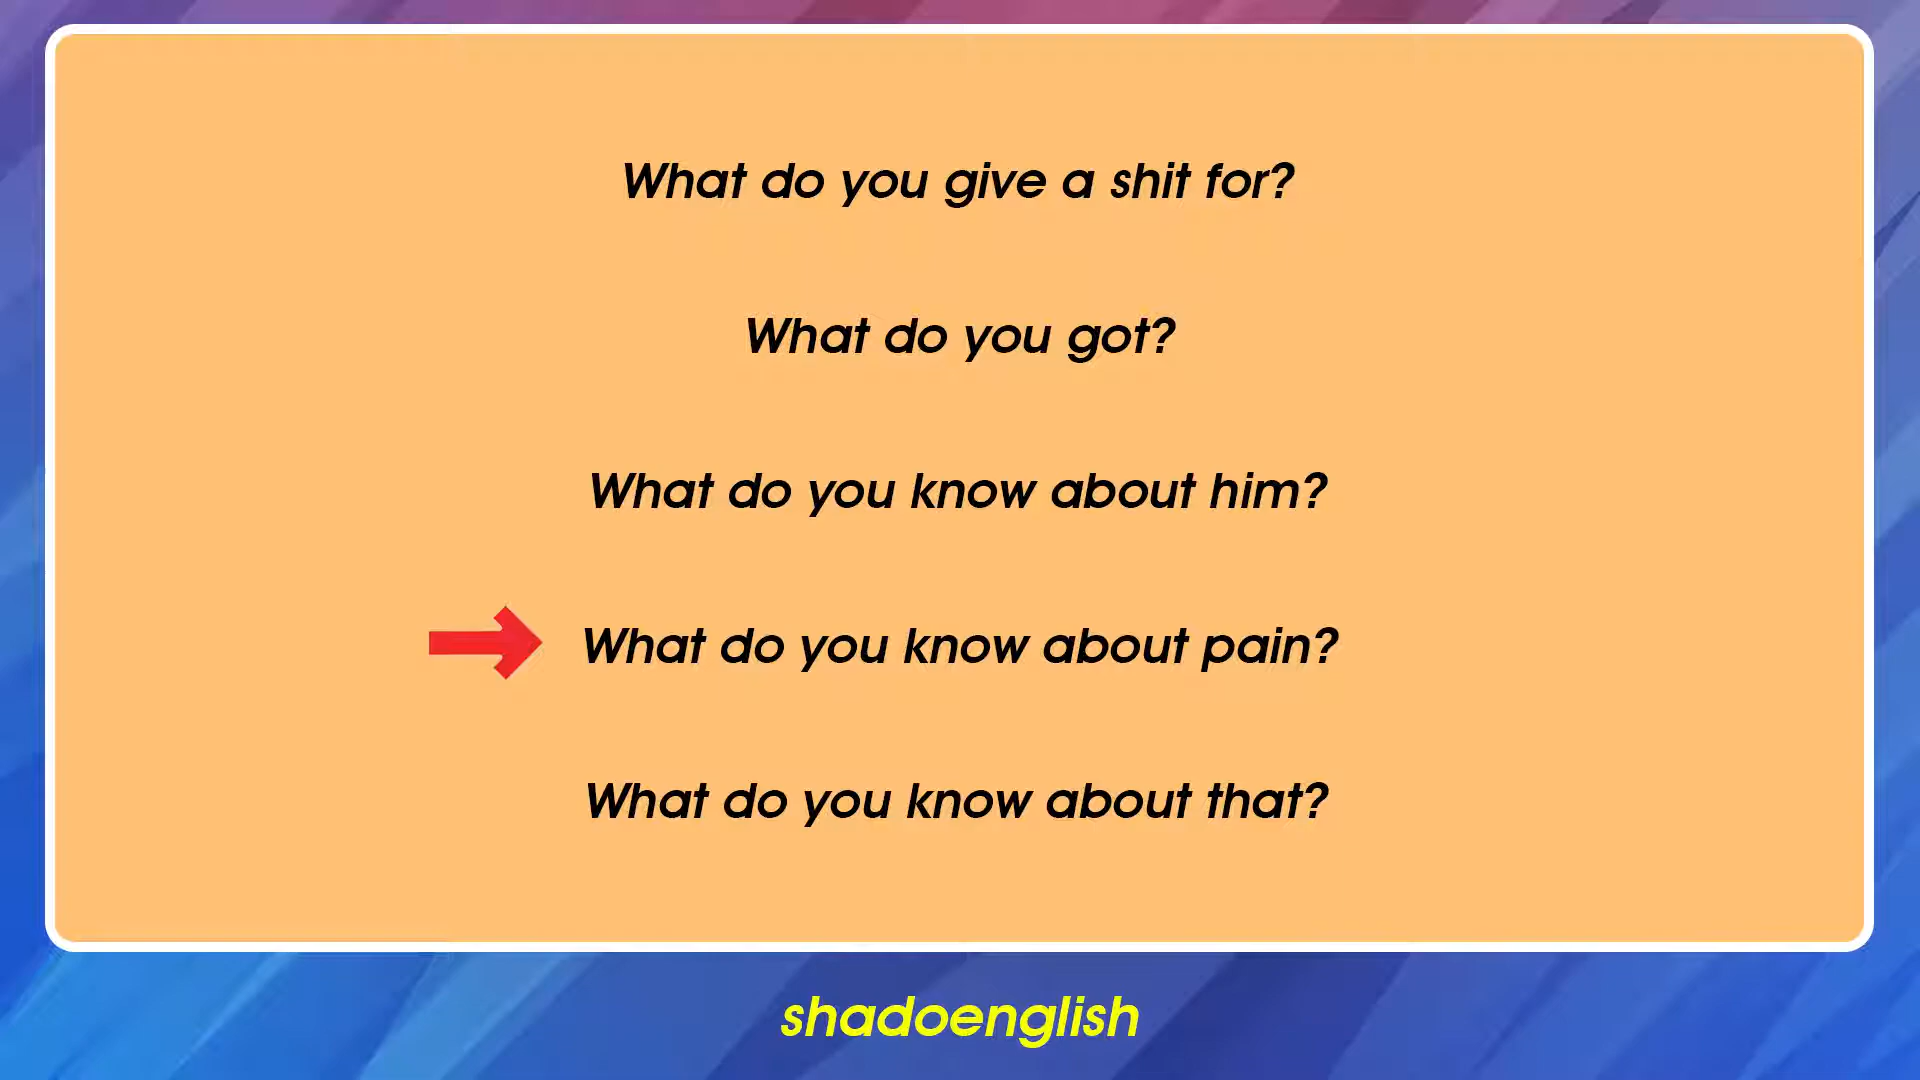 What do you give a shit for?
What do you got?
What do you know about him?
What do you know about pain?
What do you know about that?
shadoenglish